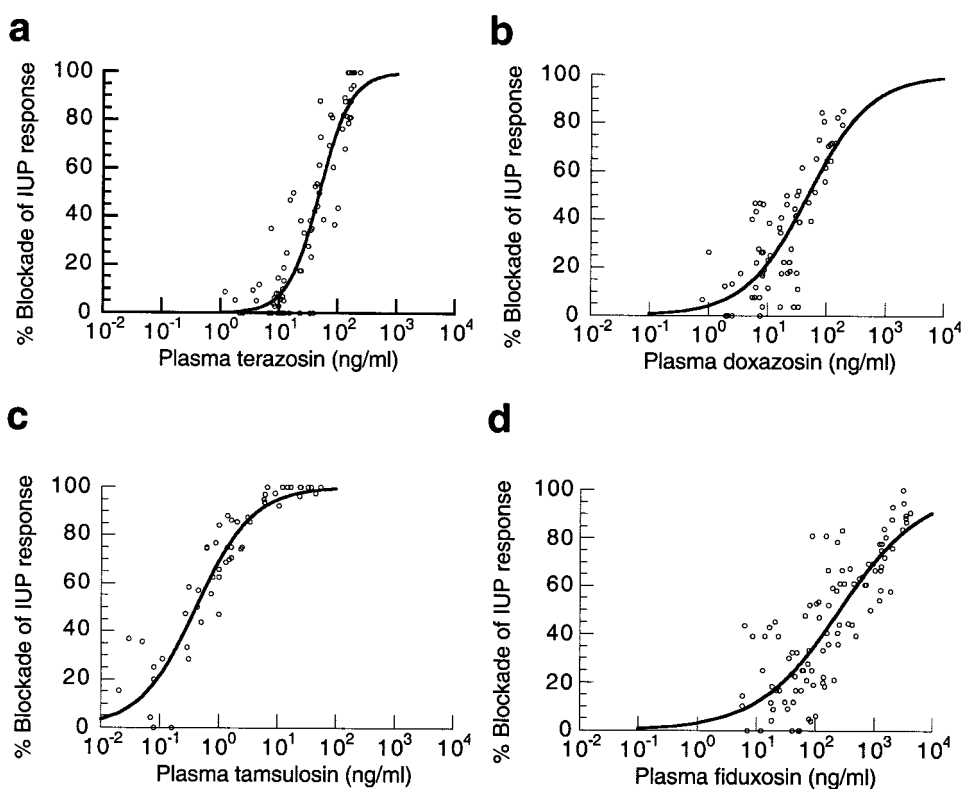 a
% Blockade of IUP response
100
80
60
40
20
0
10-2 10-1 100 101 102 103 104
Plasma terazosin (ng/ml)
b
% Blockade of IUP response
100
80
60
40
20
0
10-2 10-1 100 101 102 103 104
Plasma doxazosin (ng/ml)
c
% Blockade of IUP response
100
80
60
40
20
0
10-2 10-1 100 101 102 103 104
Plasma tamsulosin (ng/ml)
d
% Blockade of IUP response
100
80
60
40
20
0
10-2 10-1 100 101 102 103 104
Plasma fiduxosin (ng/ml)